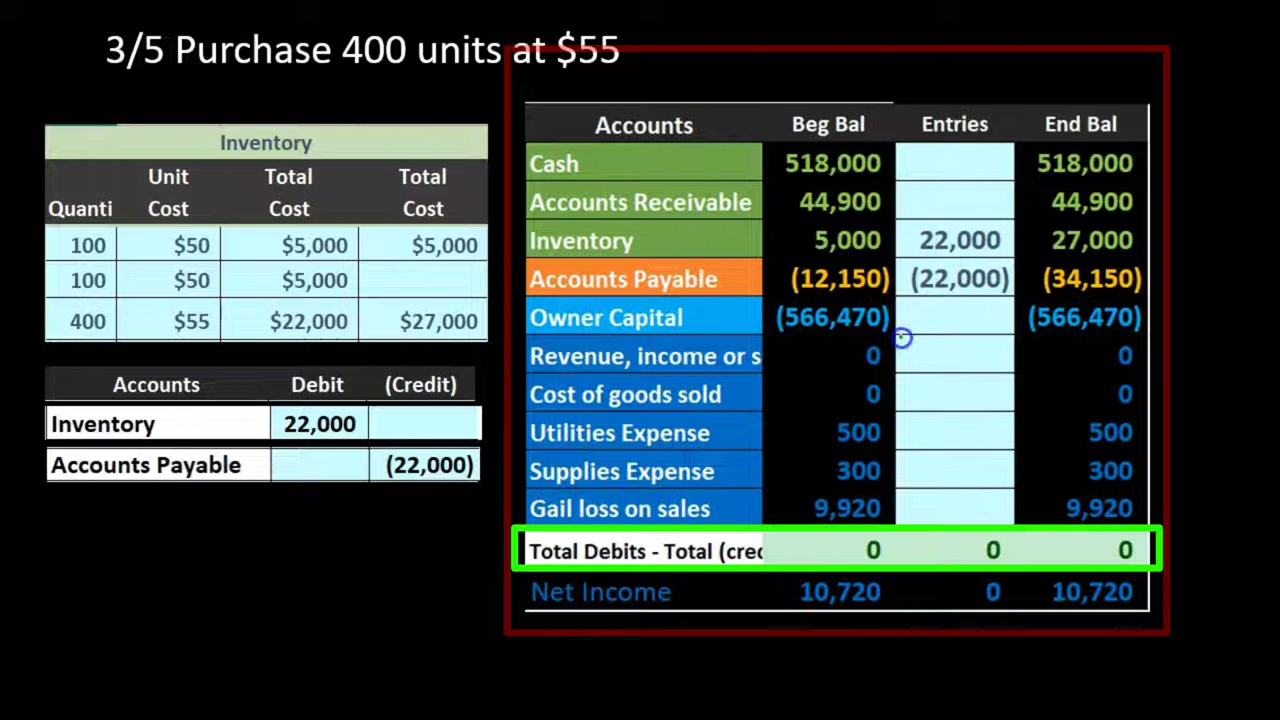 3/5 Purchase 400 units at $55
Inventory
Quanti Unit Cost Total Cost Total Cost
100 $50 $5,000 $5,000
100 $50 $5,000
400 $55 $22,000 $27,000
Accounts Debit (Credit)
Inventory 22,000
Accounts Payable (22,000)
Accounts Beg Bal Entries End Bal
Cash 518,000 518,000
Accounts Receivable 44,900 44,900
Inventory 5,000 22,000 27,000
Accounts Payable (12,150) (22,000) (34,150)
Owner Capital (566,470) (566,470)
Revenue, income or s 0 0
Cost of goods sold 0 0
Utilities Expense 500 500
Supplies Expense 300 300
Gail loss on sales 9,920 9,920
Total Debits - Total (cred 0 0 0
Net Income 10,720 0 10,720